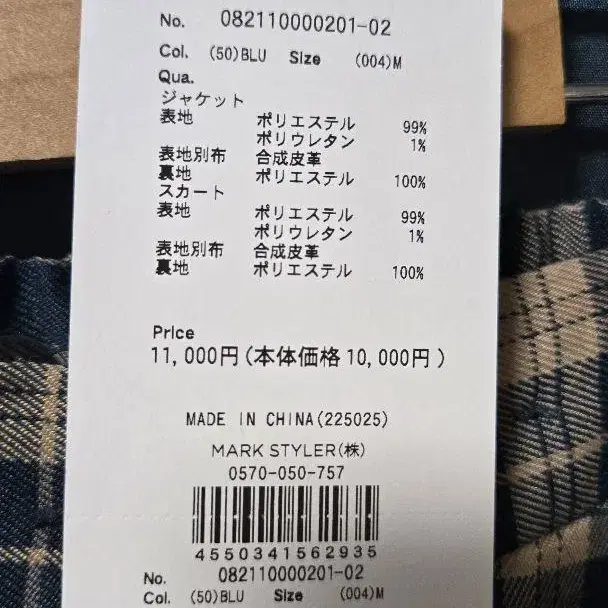 No. 082110000201-02
Col. (50)BLU Size (004)M
Qua.
ジャケット
表地 ポリエステル 99%
ポリウレタン 1%
表地別布 合成皮革
裏地 ポリエステル 100%
スカート
表地 ポリエステル 99%
ポリウレタン 1%
表地別布 合成皮革
裏地 ポリエステル 100%
Price
11,000円(本体価格10,000円)
MADE IN CHINA(225025)
MARK STYLER(株)
0570-050-757
4550341562935
No. 082110000201-02
Col. (50)BLU Size (004)M